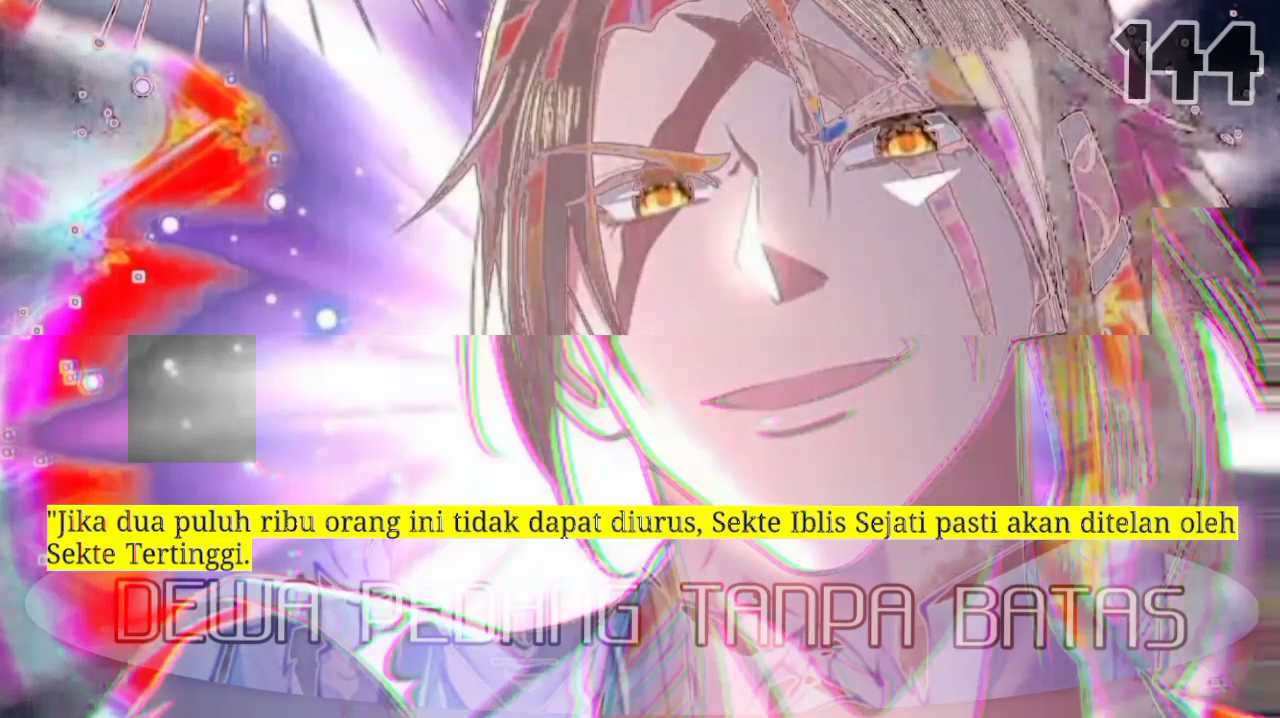 144
"Jika dua puluh ribu orang ini tidak dapat diurus, Sekte Iblis Sejati pasti akan ditelan oleh
Sekte Tertinggi.
DEWA PEDANG TANPA BATAS